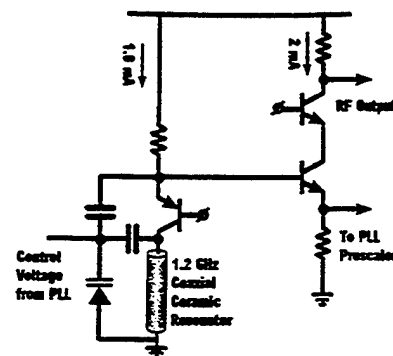 1.8 mA
2 mA
RF Output
To PLL
Prescaler
Control
Voltage
from PLL
1.2 GHz
Coaxial
Ceramic
Resonator